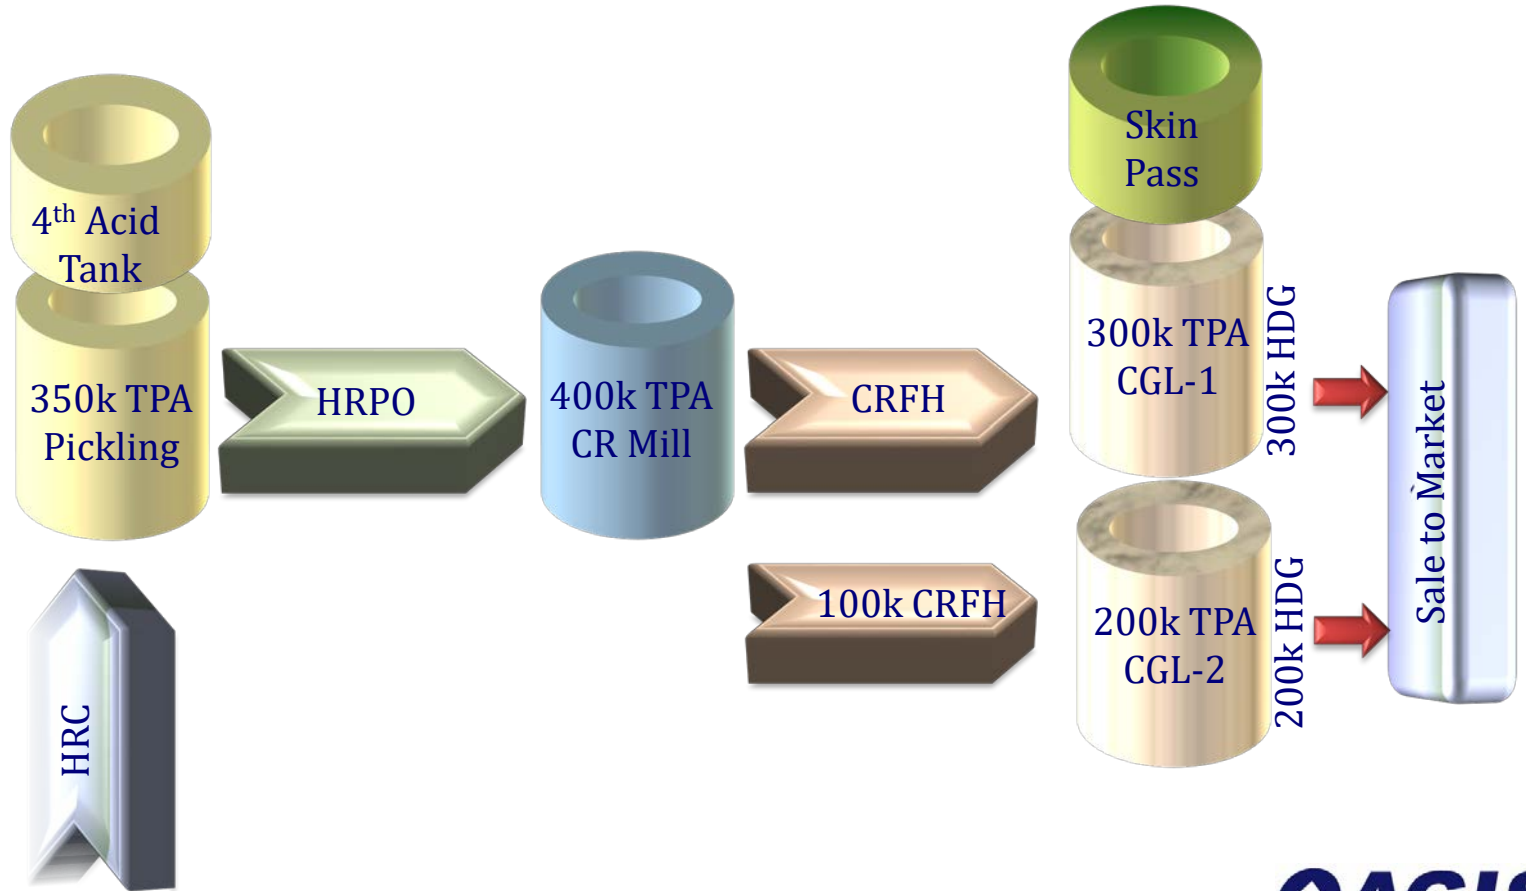 4th Acid
Tank
350k TPA
Pickling
HRC
HRPO
400k TPA
CR Mill
CRFH
100k CRFH
Skin
Pass
300k TPA
CGL-1
300k HDG
200k TPA
CGL-2
200k HDG
Sale to Market